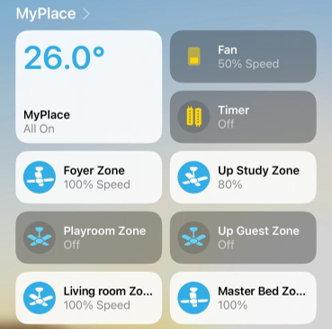 MyPlace >
26.0°
MyPlace
All On
Fan
50% Speed
Timer
Off
Foyer Zone
100% Speed
Up Study Zone
80%
Playroom Zone
Off
Up Guest Zone
Off
Living room Zo...
100% Speed
Master Bed Zo...
100%